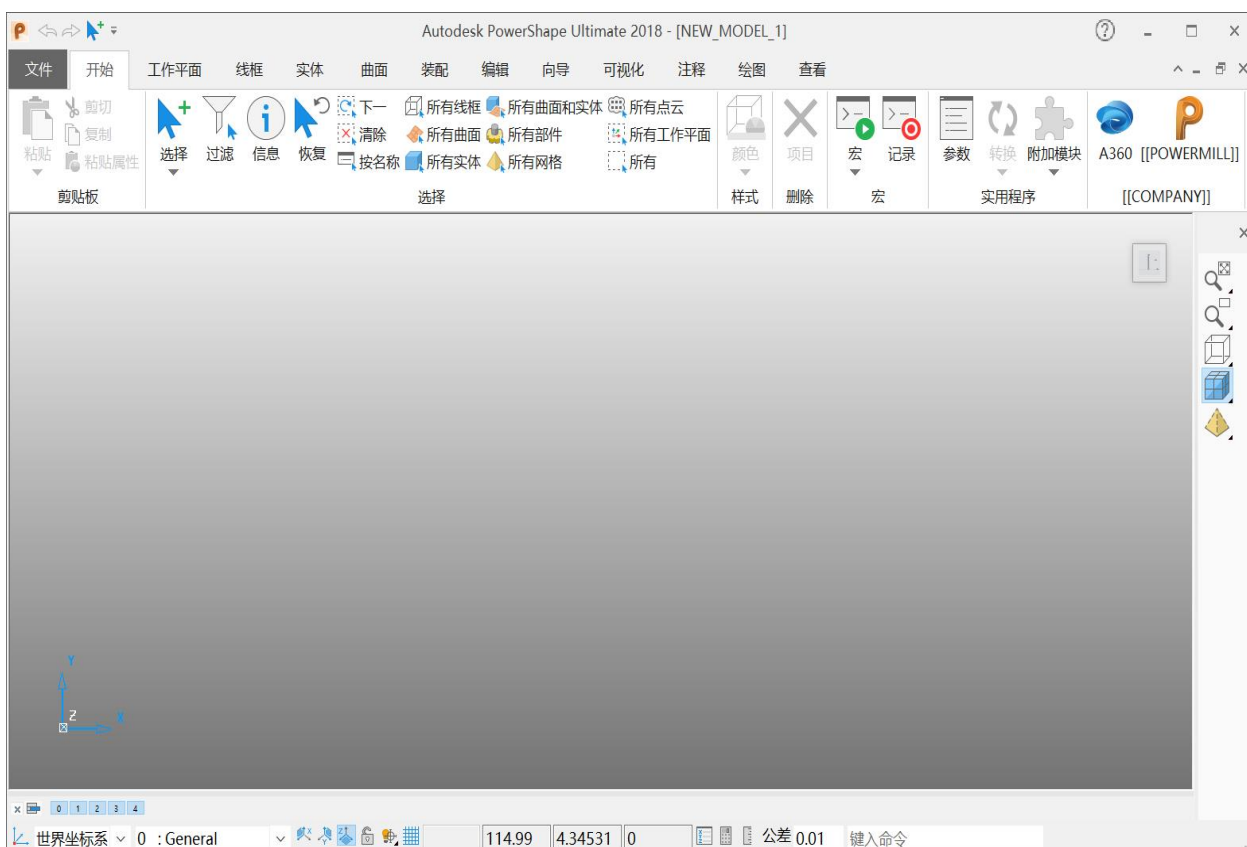 Autodesk PowerShape Ultimate 2018 - [NEW_MODEL_1]
文件 开始 工作平面 线框 实体 曲面 装配 编辑 向导 可视化 注释 绘图 查看
剪切 下一 所有线框 所有曲面和实体 所有点云
复制 清除 所有曲面 所有部件 所有工作平面
粘贴 粘贴属性 选择 过滤 信息 恢复 按名称 所有实体 所有网格 所有 颜色 项目 宏 记录 参数 转换 附加模块 A360 [[POWERMILL]]
剪贴板 选择 样式 删除 宏 实用程序 [[COMPANY]]
Y
Z X
0 1 2 3 4
世界坐标系 0 : General 114.99 4.34531 0 公差 0.01 键入命令